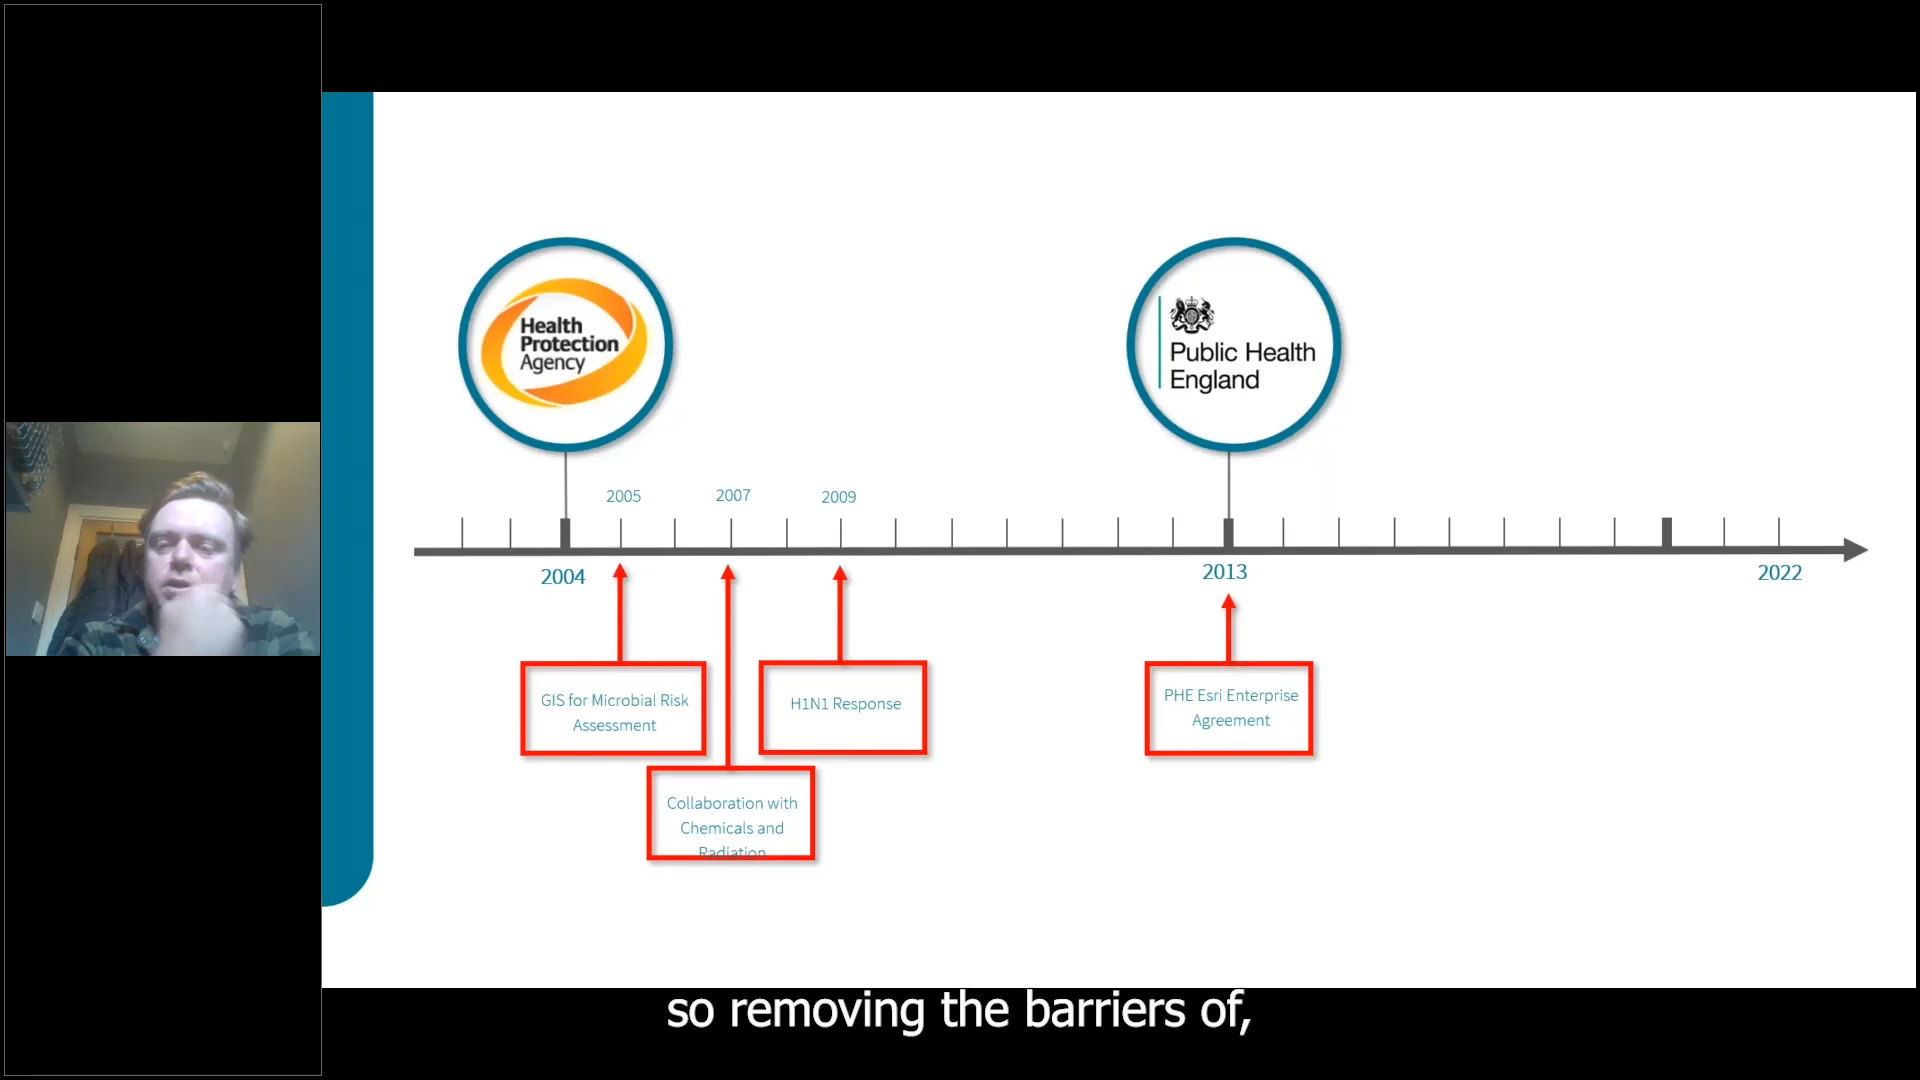 Health
Protection
Agency
Public Health
England
2005
2007
2009
2004
2013
2022
GIS for Microbial Risk
Assessment
H1N1 Response
PHE Esri Enterprise
Agreement
Collaboration with
Chemicals and
Radiation
so removing the barriers of,